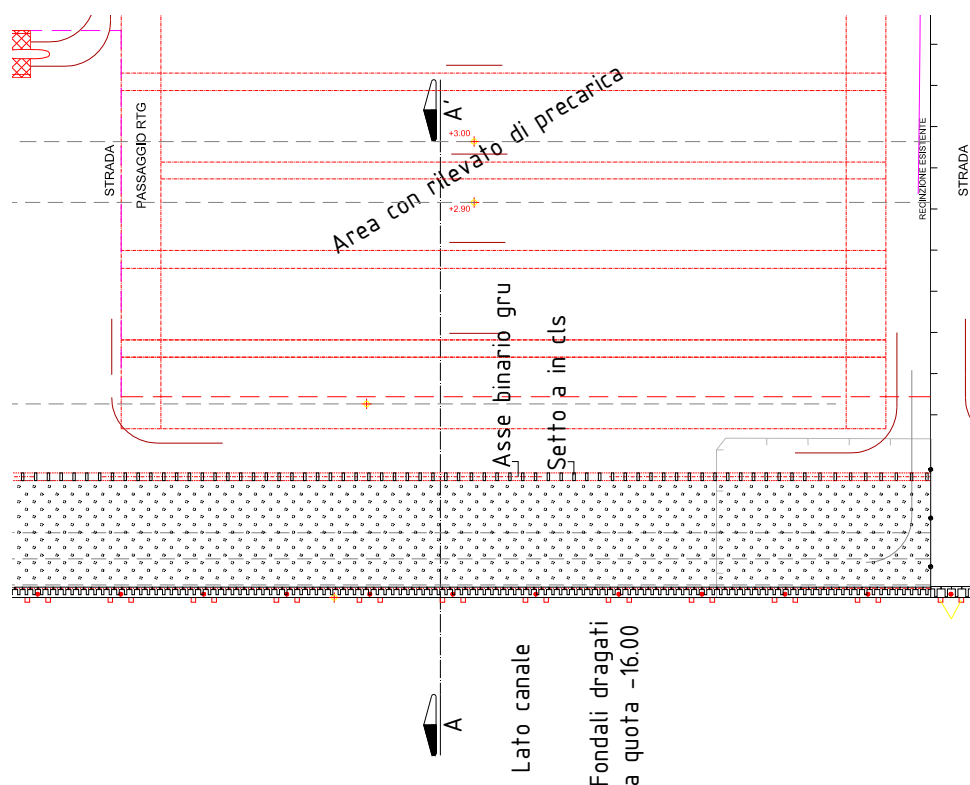 STRADA
PASSAGGIO RTG
A`
+3.00
Area con rilevato di precarica
+2.90
RECINZIONE ESISTENTE
STRADA
Asse binario gru
Setto a in cls
A
Lato canale
Fondali dragati
a quota -16.00